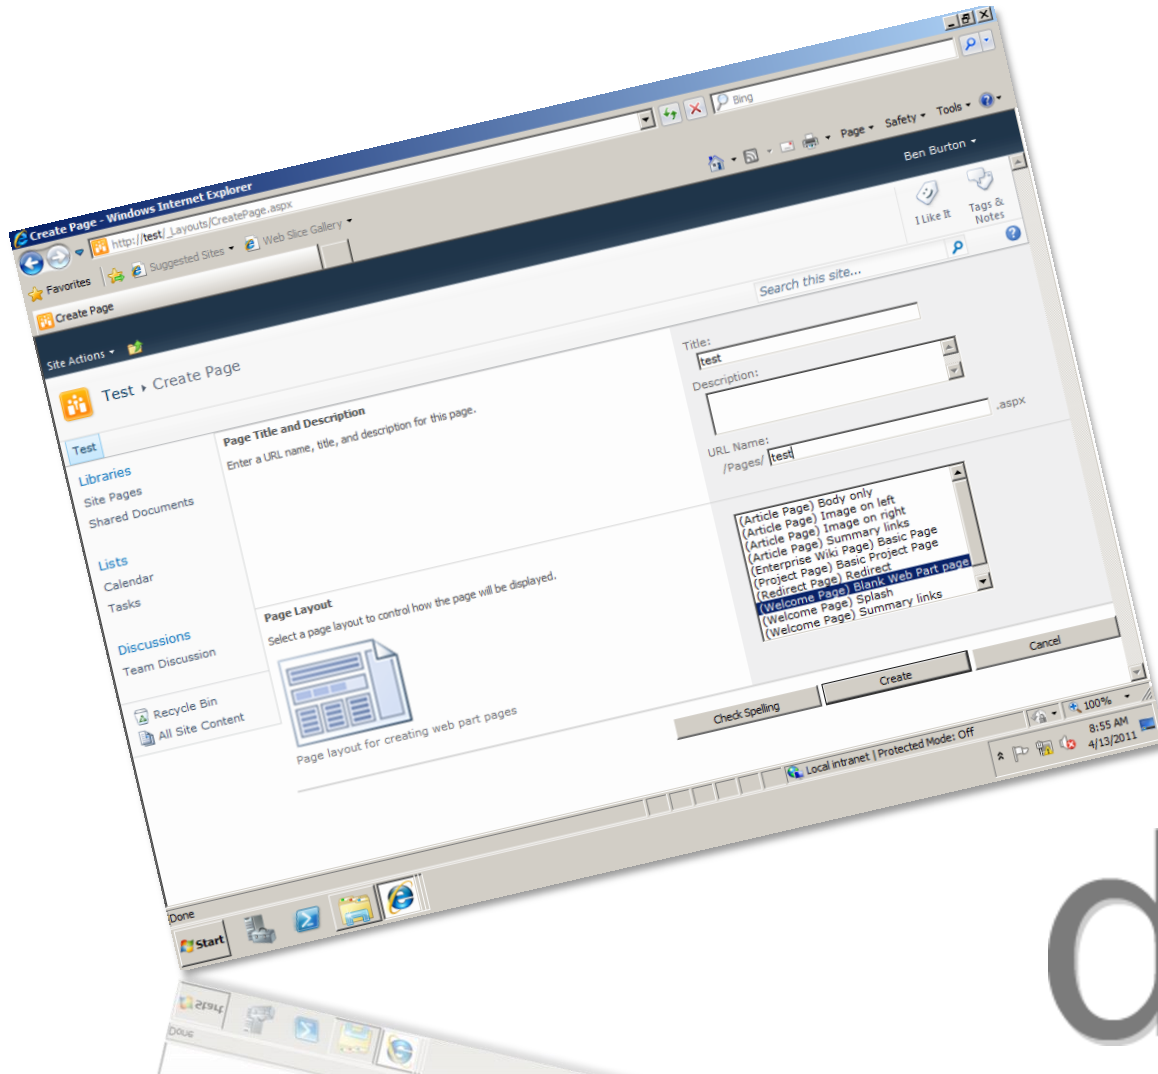 Create Page - Windows Internet Explorer
http://test/_Layouts/CreatePage.aspx
Bing
Favorites
Suggested Sites
Web Slice Gallery
Create Page
Page
Safety
Tools
Site Actions
Ben Burton
Test
Create Page
I Like It
Tags &
Notes
Test
Search this site...
Libraries
Site Pages
Shared Documents
Lists
Calendar
Tasks
Discussions
Team Discussion
Recycle Bin
All Site Content
Page Title and Description
Enter a URL name, title, and description for this page.
Title:
test
Description:
URL Name:
/Pages/ test .aspx
Page Layout
Select a page layout to control how the page will be displayed.
Page layout for creating web part pages
(Article Page) Body only
(Article Page) Image on left
(Article Page) Image on right
(Article Page) Summary links
(Enterprise Wiki Page) Basic Page
(Project Page) Basic Project Page
(Redirect Page) Redirect
(Welcome Page) Blank Web Part page
(Welcome Page) Splash
(Welcome Page) Summary links
Check Spelling
Create
Cancel
Done
Local intranet | Protected Mode: Off
100%
Start
8:55 AM
4/13/2011
d